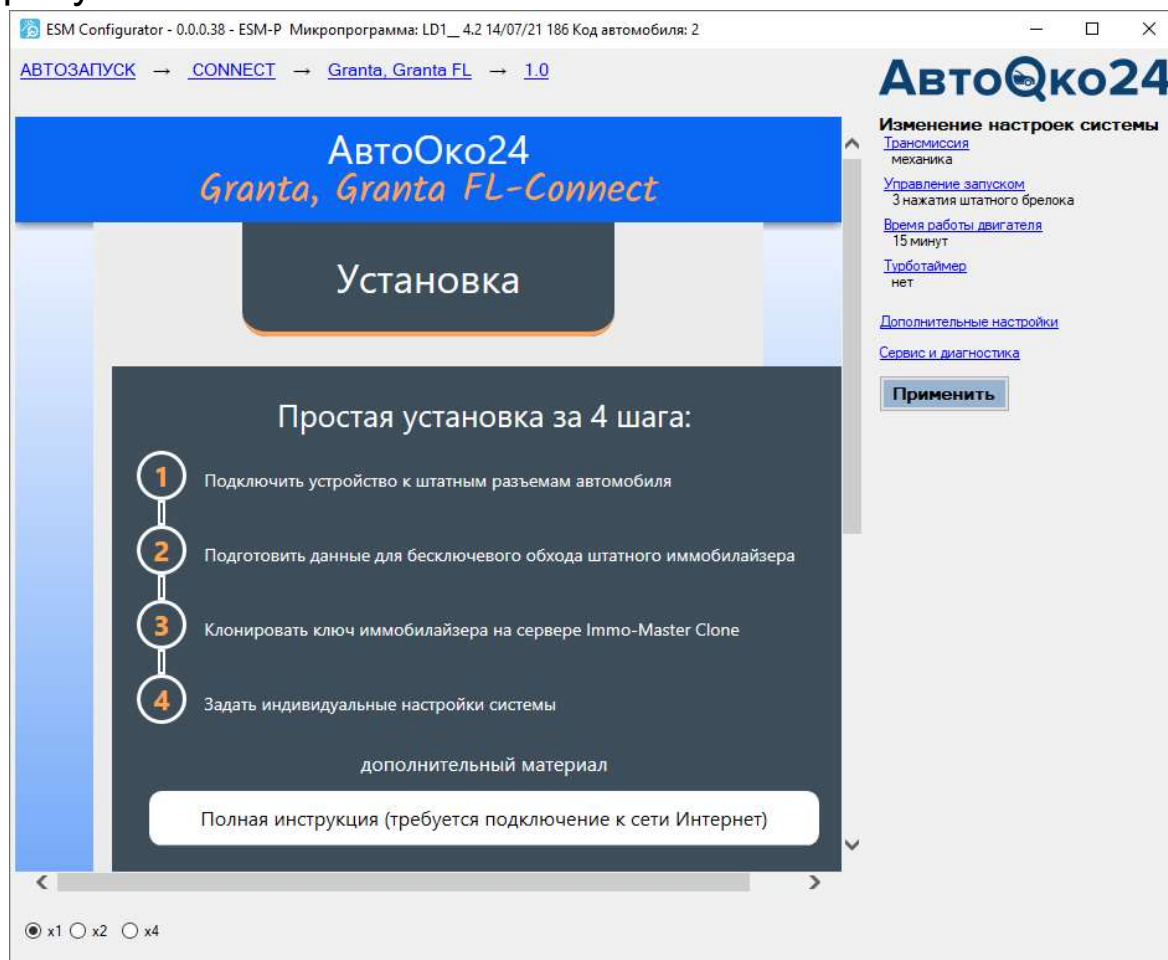 ESM Configurator - 0.0.0.38 - ESM-P Микропрограмма: LD1__ 4.2 14/07/21 186 Код автомобиля: 2
АВТОЗАПУСК → CONNECT → Granta, Granta FL → 1.0
АвтоОко24
Изменение настроек системы
Трансмиссия
механика
Управление запуском
3 нажатия штатного брелока
Время работы двигателя
15 минут
Турботаймер
нет
Дополнительные настройки
Сервис и диагностика
Применить
АвтоОко24
Granta, Granta FL-Connect
Установка
Простая установка за 4 шага:
1 Подключить устройство к штатным разъемам автомобиля
2 Подготовить данные для бесключевого обхода штатного иммобилайзера
3 Клонировать ключ иммобилайзера на сервере Immo-Master Clone
4 Задать индивидуальные настройки системы
дополнительный материал
Полная инструкция (требуется подключение к сети Интернет)
x1 x2 x4